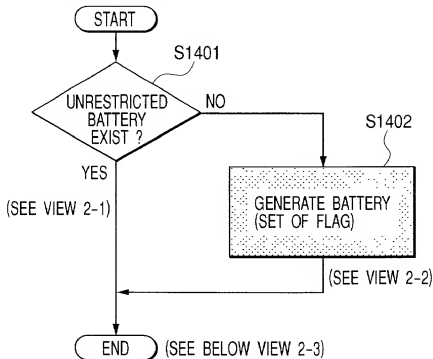 START
S1401
UNRESTRICTED
BATTERY
EXIST ?
NO
YES
S1402
GENERATE BATTERY
(SET OF FLAG)
(SEE VIEW 2-1)
(SEE VIEW 2-2)
END
(SEE BELOW VIEW 2-3)